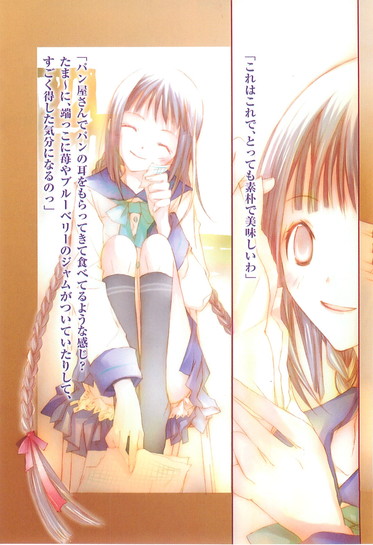 「これはこれで、とっても素朴で美味しいわ」
「パン屋さんでパンの耳をもらってきて食べてるような感じ?
たま〜に、端っこに苺やブルーベリーのジャムがついていたりして、
すごく得した気分になるのっ」